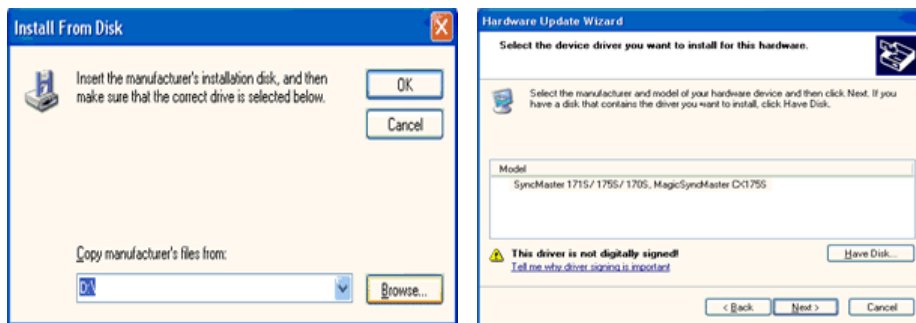 Install From Disk
Insert the manufacturer's installation disk, and then
make sure that the correct drive is selected below.
OK
Cancel
Copy manufacturer's files from:
D:\
Browse...
Hardware Update Wizard
Select the device driver you want to install for this hardware.
Select the manufacturer and model of your hardware device and then click Next. If you
have a disk that contains the driver you want to install, click Have Disk.
Model
SyncMaster 171S/ 175S/ 170S, MagicSyncMaster CX175S
This driver is not digitally signed!
Tell me why driver signing is important
Have Disk...
< Back
Next >
Cancel